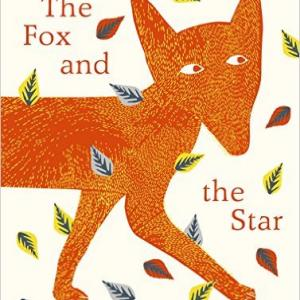 The
Fox and
the Star